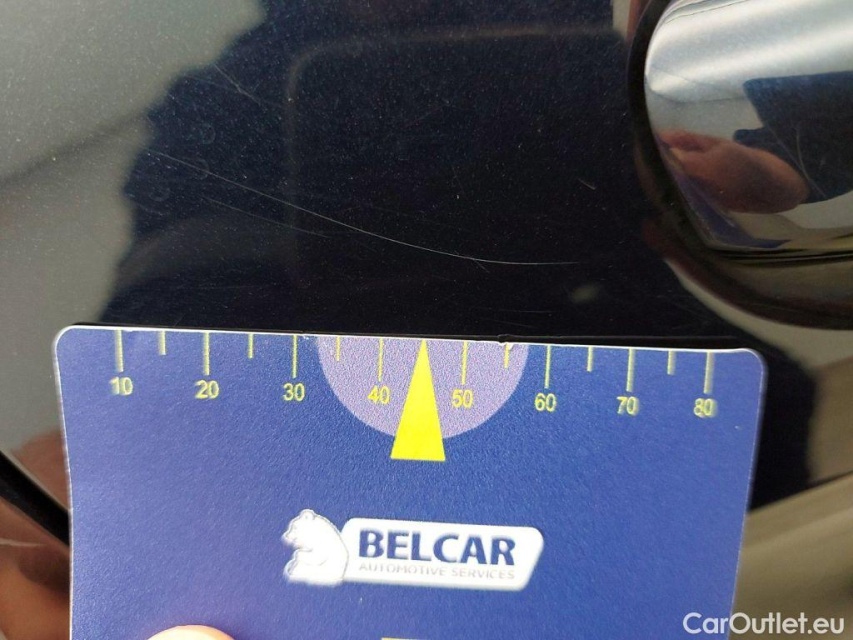 10 20 30 40 50 60 70 80
BELCAR
AUTOMOTIVE SERVICES
CarOutlet.eu